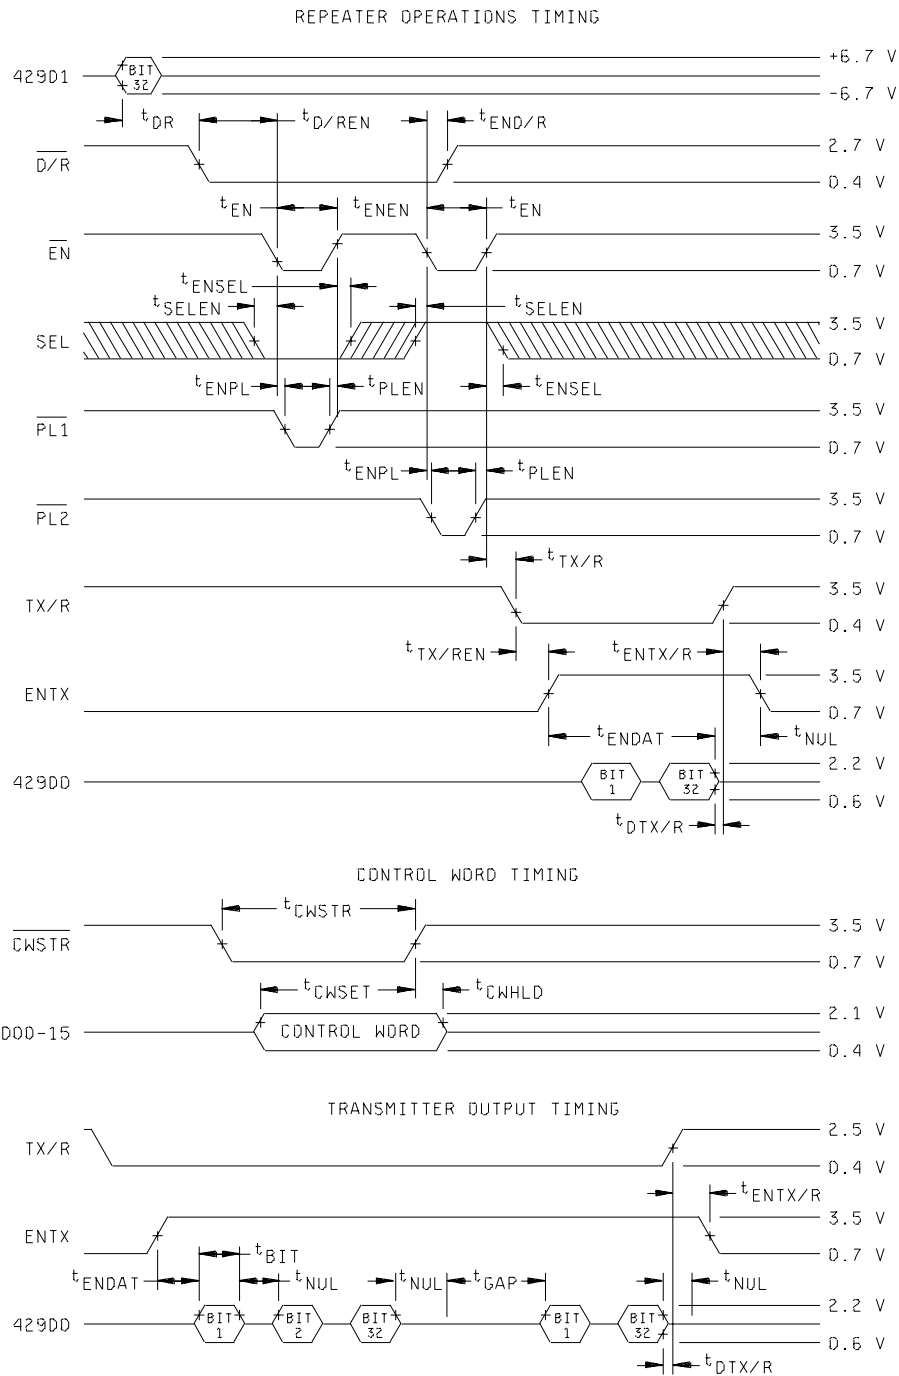 REPEATER OPERATIONS TIMING
429D1 BIT 32 +6.7 V
-6.7 V
tDR tD/REN tEND/R
D/R 2.7 V
0.4 V
tEN tENEN tEN
EN 3.5 V
0.7 V
tENSEL
tSELEN tSELEN
SEL 3.5 V
0.7 V
tENPL tPLEN tENSEL
PL1 3.5 V
0.7 V
tENPL tPLEN
PL2 3.5 V
0.7 V
tTX/R
TX/R 3.5 V
0.4 V
tTX/REN tENTX/R
ENTX 3.5 V
0.7 V
tENDAT tNUL
429DO BIT 1 BIT 32 2.2 V
0.6 V
tDTX/R
CONTROL WORD TIMING
tCWSTR
CWSTR 3.5 V
0.7 V
tCWSET tCWHLD
D00-15 CONTROL WORD 2.1 V
0.4 V
TRANSMITTER OUTPUT TIMING
TX/R 2.5 V
0.4 V
tENTX/R
ENTX 3.5 V
0.7 V
tBIT
tENDAT tNUL tNUL tGAP tNUL
429DO BIT 1 BIT 2 BIT 32 BIT 1 BIT 32 2.2 V
0.6 V
tDTX/R